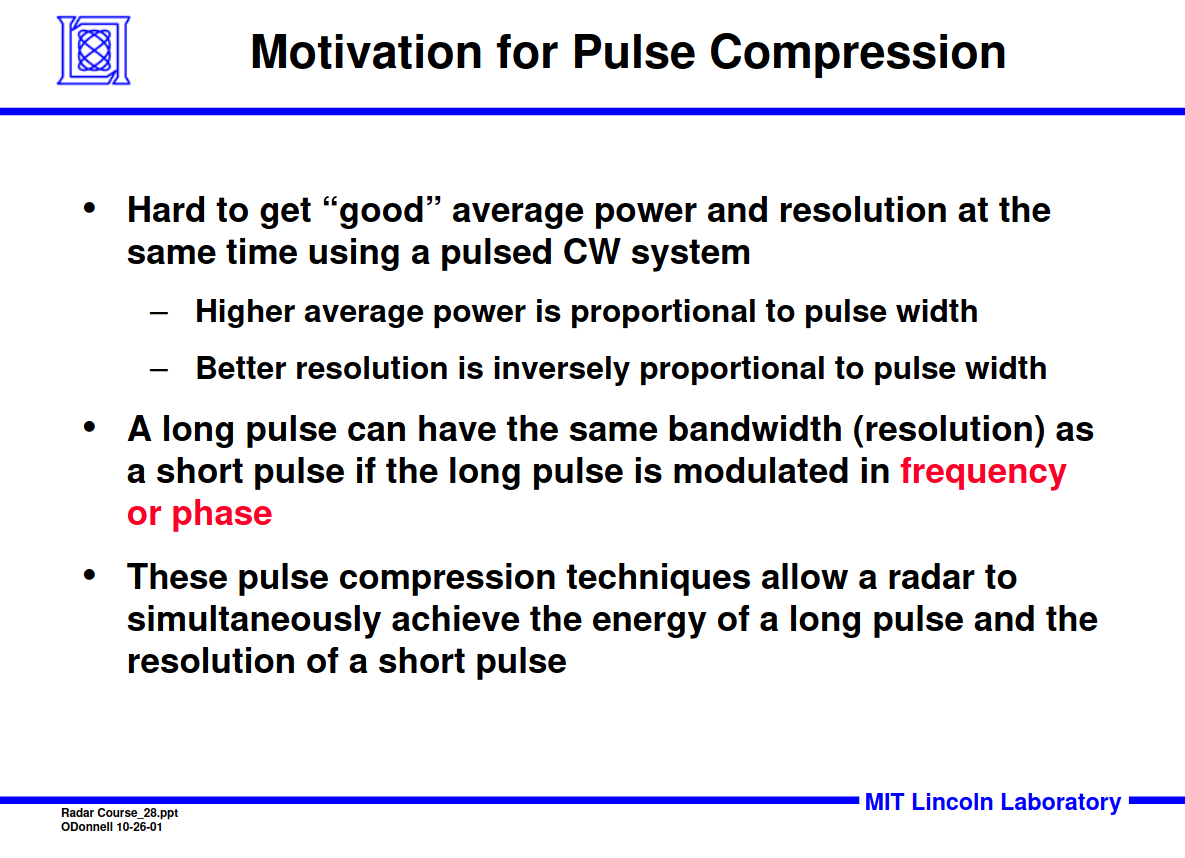 Motivation for Pulse Compression
• Hard to get “good” average power and resolution at the
same time using a pulsed CW system
– Higher average power is proportional to pulse width
– Better resolution is inversely proportional to pulse width
• A long pulse can have the same bandwidth (resolution) as
a short pulse if the long pulse is modulated in frequency
or phase
• These pulse compression techniques allow a radar to
simultaneously achieve the energy of a long pulse and the
resolution of a short pulse
MIT Lincoln Laboratory
Radar Course_28.ppt
ODonnell 10-26-01